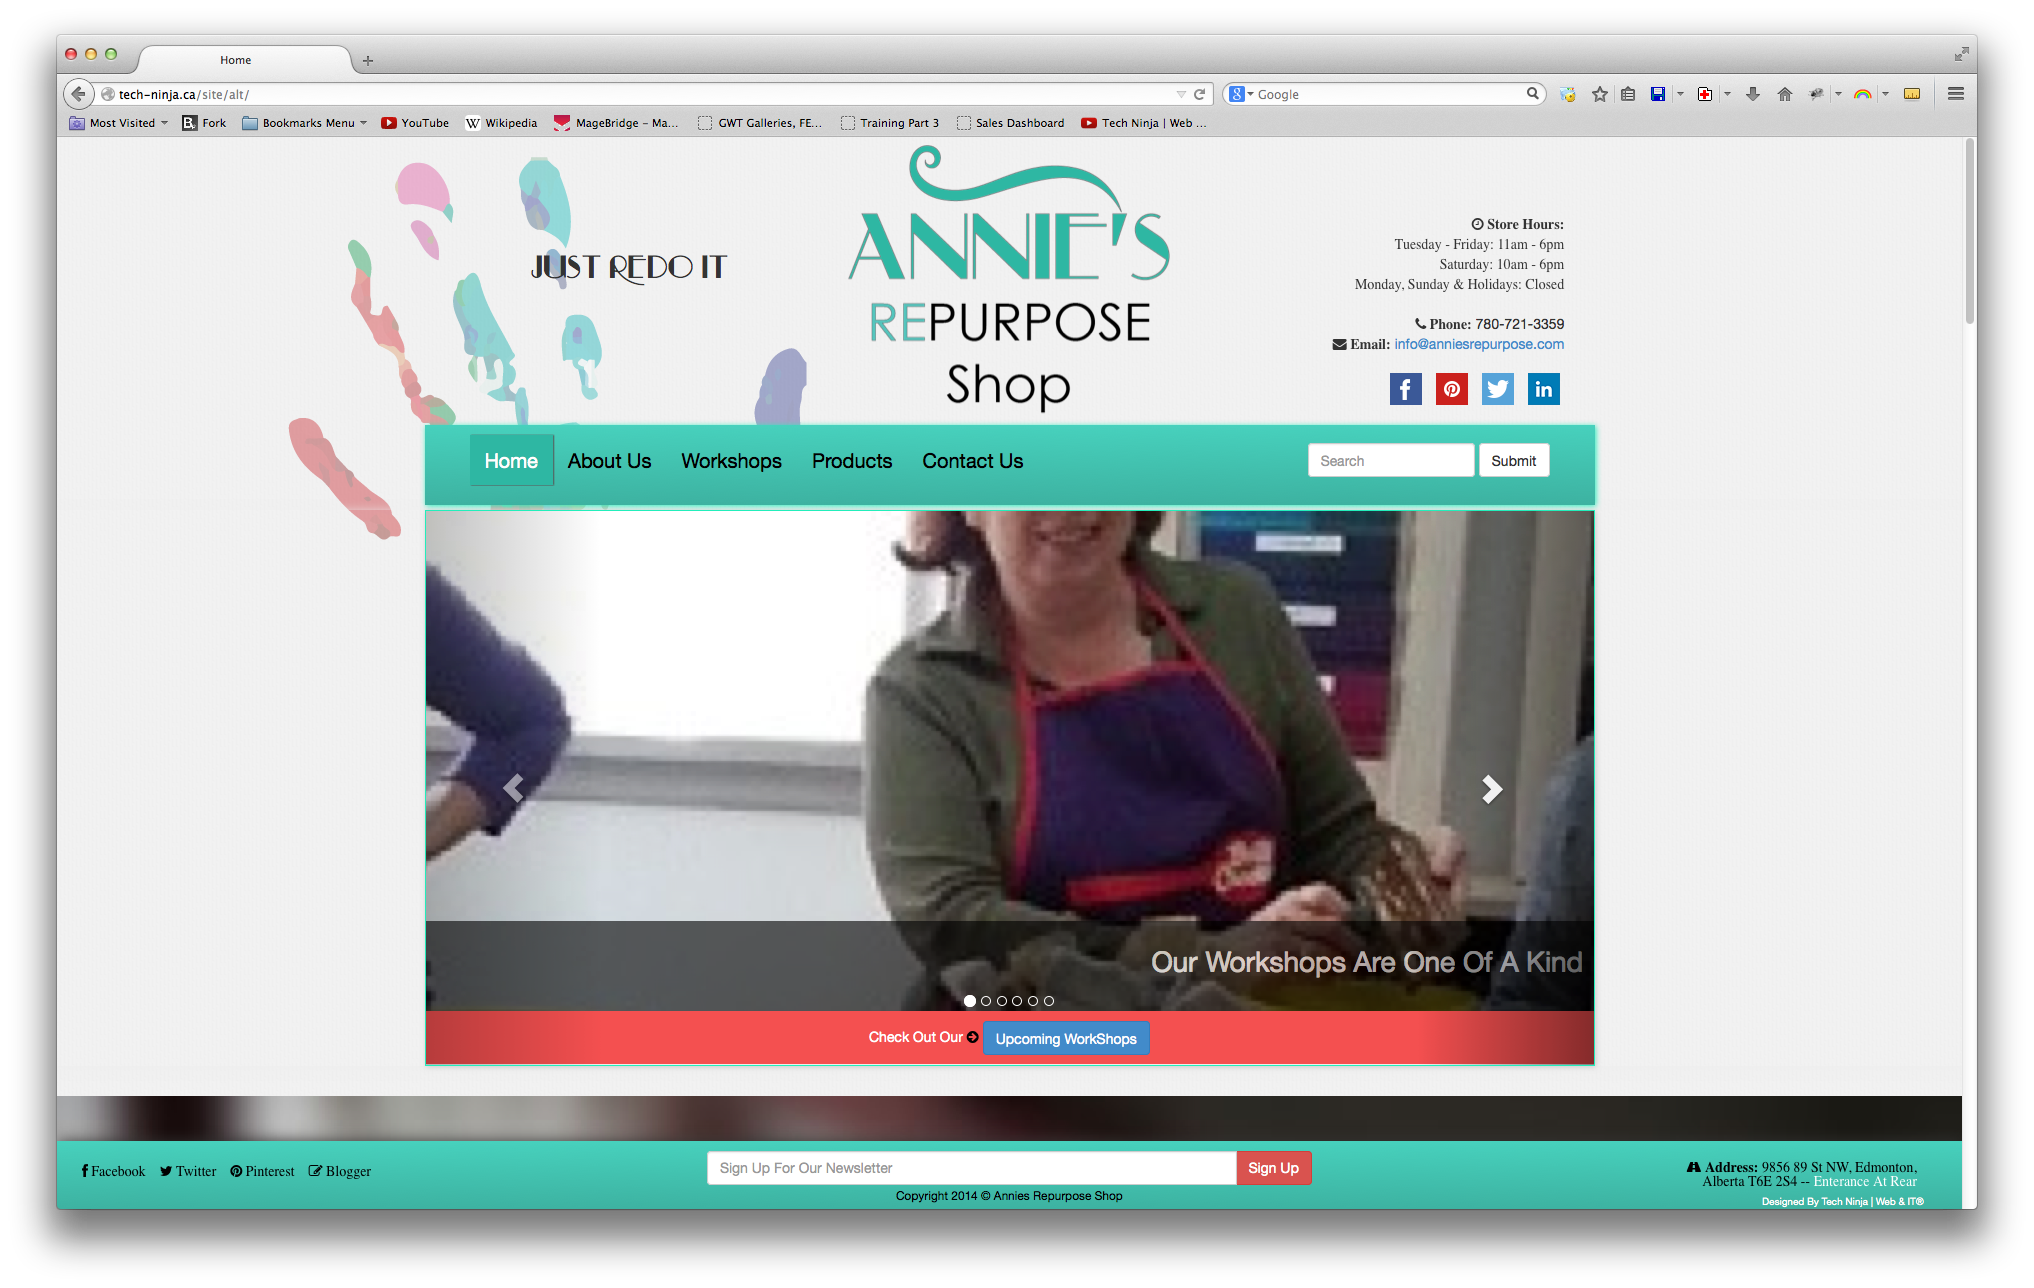 Home
tech-ninja.ca/site/alt/
Google
Most Visited
Fork
Bookmarks Menu
YouTube
Wikipedia
MageBridge – Ma...
GWT Galleries, FE...
Training Part 3
Sales Dashboard
Tech Ninja | Web ...
JUST REDO IT
ANNIE'S
REPURPOSE
Shop
Store Hours:
Tuesday - Friday: 11am - 6pm
Saturday: 10am - 6pm
Monday, Sunday & Holidays: Closed
Phone: 780-721-3359
Email: info@anniesrepurpose.com
Home
About Us
Workshops
Products
Contact Us
Search
Submit
Our Workshops Are One Of A Kind
Check Out Our
Upcoming WorkShops
Facebook
Twitter
Pinterest
Blogger
Sign Up For Our Newsletter
Sign Up
Copyright 2014 © Annies Repurpose Shop
Address: 9856 89 St NW, Edmonton,
Alberta T6E 2S4 -- Enterance At Rear
Designed By Tech Ninja | Web & IT®